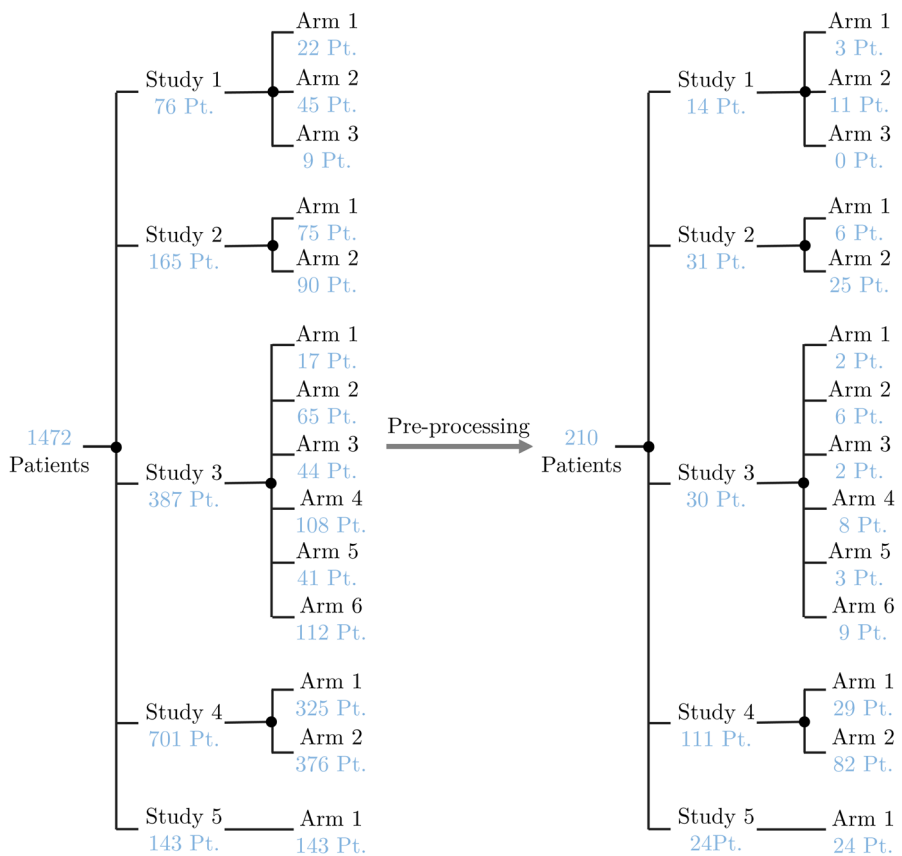 1472
Patients
Study 1
76 Pt.
Arm 1
22 Pt.
Arm 2
45 Pt.
Arm 3
9 Pt.
Study 2
165 Pt.
Arm 1
75 Pt.
Arm 2
90 Pt.
Study 3
387 Pt.
Arm 1
17 Pt.
Arm 2
65 Pt.
Arm 3
44 Pt.
Arm 4
108 Pt.
Arm 5
41 Pt.
Arm 6
112 Pt.
Study 4
701 Pt.
Arm 1
325 Pt.
Arm 2
376 Pt.
Study 5
143 Pt.
Arm 1
143 Pt.
Pre-processing
210
Patients
Study 1
14 Pt.
Arm 1
3 Pt.
Arm 2
11 Pt.
Arm 3
0 Pt.
Study 2
31 Pt.
Arm 1
6 Pt.
Arm 2
25 Pt.
Study 3
30 Pt.
Arm 1
2 Pt.
Arm 2
6 Pt.
Arm 3
2 Pt.
Arm 4
8 Pt.
Arm 5
3 Pt.
Arm 6
9 Pt.
Study 4
111 Pt.
Arm 1
29 Pt.
Arm 2
82 Pt.
Study 5
24Pt.
Arm 1
24 Pt.